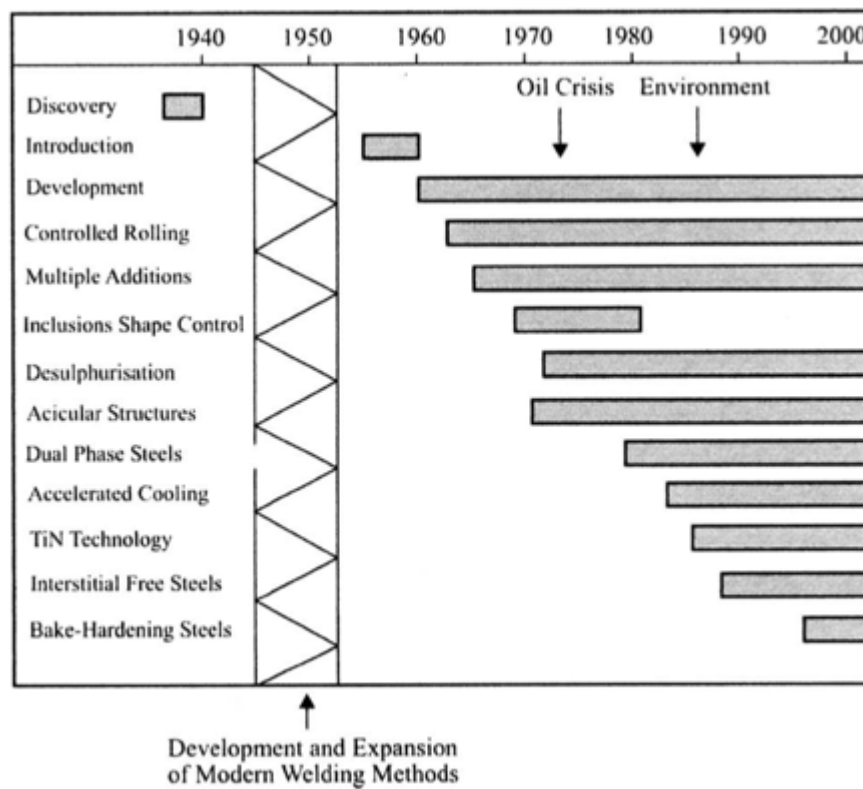 1940 1950 1960 1970 1980 1990 2000
Oil Crisis Environment
Discovery
Introduction
Development
Controlled Rolling
Multiple Additions
Inclusions Shape Control
Desulphurisation
Acicular Structures
Dual Phase Steels
Accelerated Cooling
TiN Technology
Interstitial Free Steels
Bake-Hardening Steels
Development and Expansion
of Modern Welding Methods